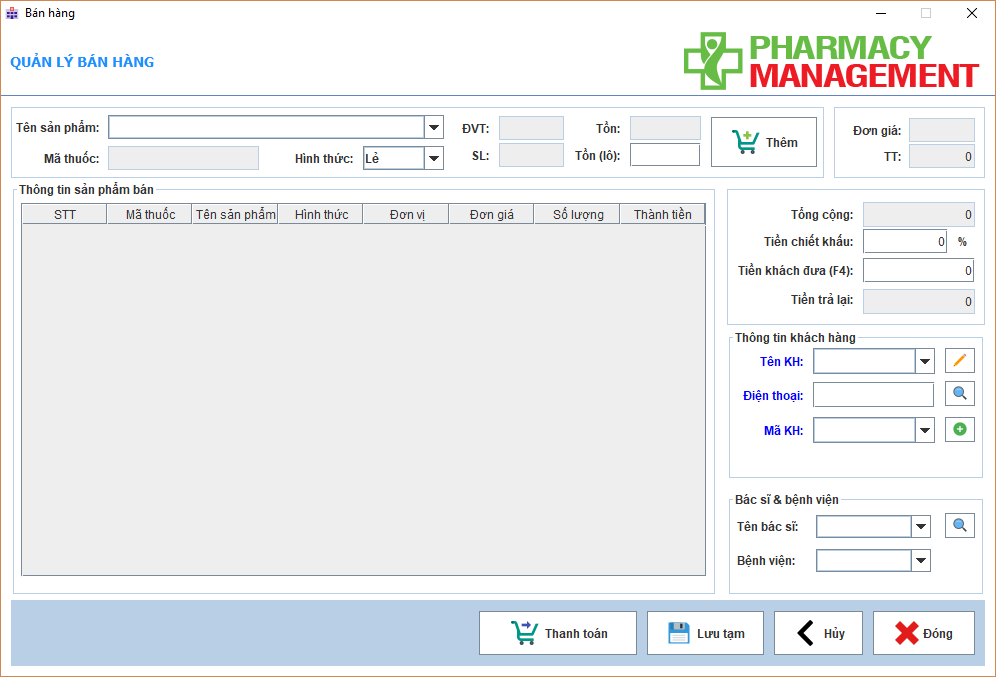 Bán hàng
QUẢN LÝ BÁN HÀNG
PHARMACY
MANAGEMENT
Tên sản phẩm:
ĐVT:
Tồn:
Thêm
Đơn giá:
Mã thuốc:
Hình thức:
Lẻ
SL:
Tồn (lô):
TT:
0
Thông tin sản phẩm bán
STT
Mã thuốc
Tên sản phẩm
Hình thức
Đơn vị
Đơn giá
Số lượng
Thành tiền
Tổng cộng:
0
Tiền chiết khấu:
0
%
Tiền khách đưa (F4):
0
Tiền trả lại:
0
Thông tin khách hàng
Tên KH:
Điện thoại:
Mã KH:
Bác sĩ & bệnh viện
Tên bác sĩ:
Bệnh viện:
Thanh toán
Lưu tạm
Hủy
Đóng